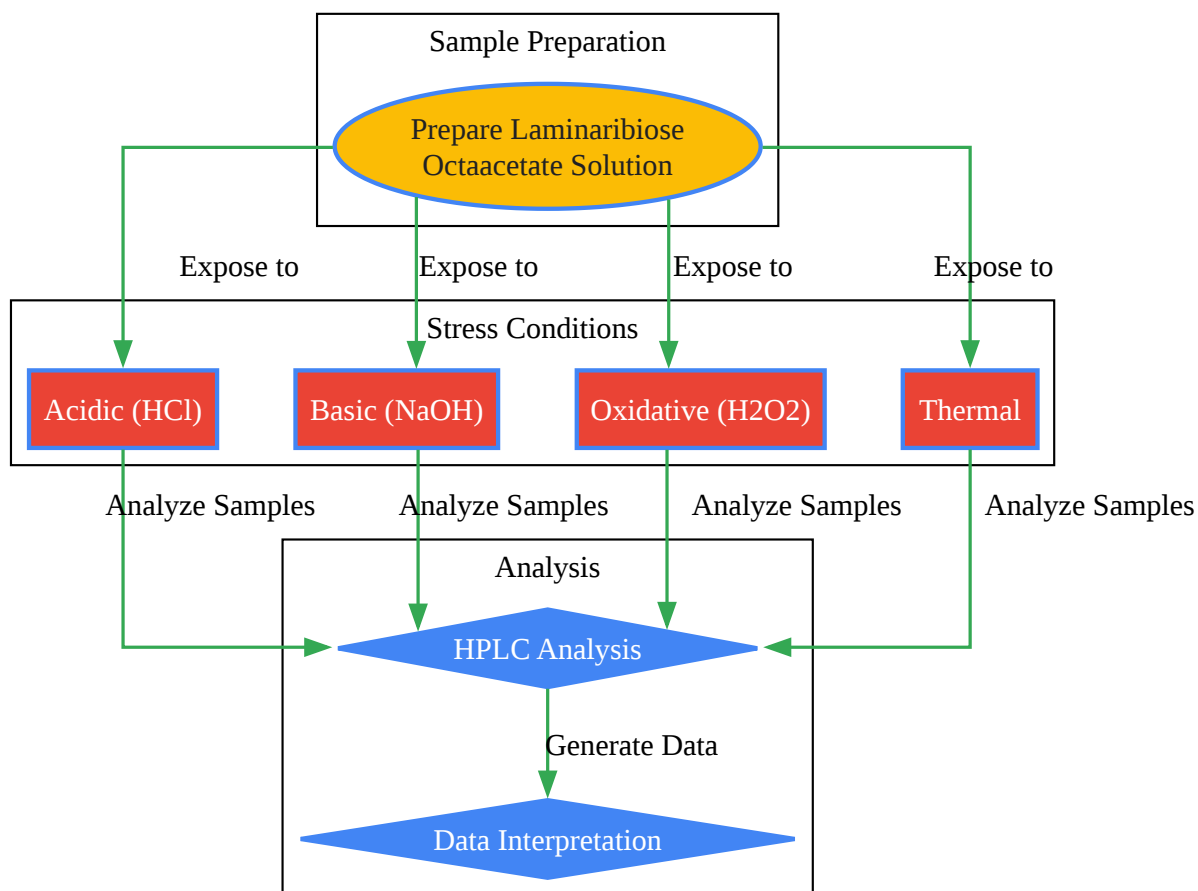 Sample Preparation
Prepare Laminaribiose
Octaacetate Solution
Expose to
Expose to
Expose to
Expose to
Stress Conditions
Acidic (HCl)
Basic (NaOH)
Oxidative (H2O2)
Thermal
Analyze Samples
Analyze Samples
Analyze Samples
Analyze Samples
Analysis
HPLC Analysis
Generate Data
Data Interpretation